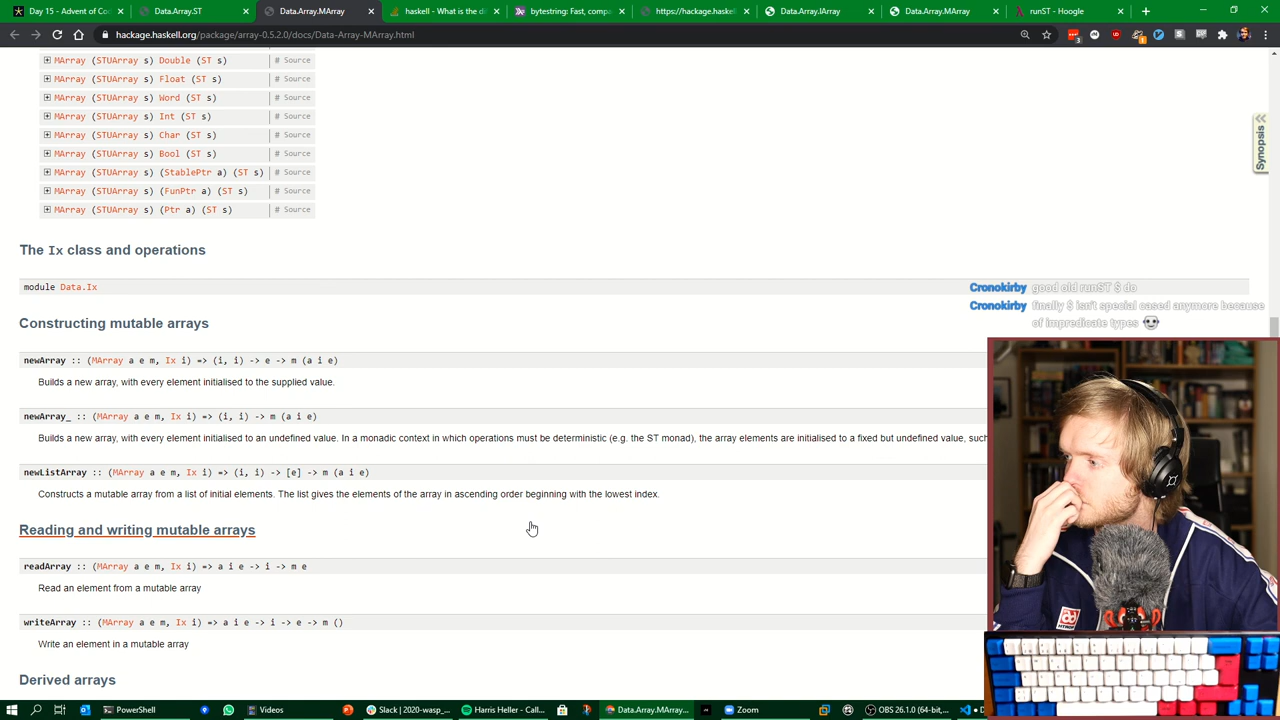 Day 15 - Advent of Co
Data.Array.ST
Data.Array.MArray
haskell - What is the di
bytestring: Fast, compa
https://hackage.haskell
Data.Array.IArray
Data.Array.MArray
runST - Hoogle
hackage.haskell.org/package/array-0.5.2.0/docs/Data-Array-MArray.html
MArray (STUArray s) Double (ST s) # Source
MArray (STUArray s) Float (ST s) # Source
MArray (STUArray s) Word (ST s) # Source
MArray (STUArray s) Int (ST s) # Source
MArray (STUArray s) Char (ST s) # Source
MArray (STUArray s) Bool (ST s) # Source
MArray (STUArray s) (StablePtr a) (ST s) # Source
MArray (STUArray s) (FunPtr a) (ST s) # Source
MArray (STUArray s) (Ptr a) (ST s) # Source
Synopsis
The Ix class and operations
module Data.Ix
Cronokirby good old runST $ do
Cronokirby finally $ isn't special cased anymore because
of impredicate types
Constructing mutable arrays
newArray :: (MArray a e m, Ix i) => (i, i) -> e -> m (a i e)
Builds a new array, with every element initialised to the supplied value.
newArray_ :: (MArray a e m, Ix i) => (i, i) -> m (a i e)
Builds a new array, with every element initialised to an undefined value. In a monadic context in which operations must be deterministic (e.g. the ST monad), the array elements are initialised to a fixed but undefined value, such
newListArray :: (MArray a e m, Ix i) => (i, i) -> [e] -> m (a i e)
Constructs a mutable array from a list of initial elements. The list gives the elements of the array in ascending order beginning with the lowest index.
Reading and writing mutable arrays
readArray :: (MArray a e m, Ix i) => a i e -> i -> m e
Read an element from a mutable array
writeArray :: (MArray a e m, Ix i) => a i e -> i -> e -> m ()
Write an element in a mutable array
Derived arrays
PowerShell
Videos
Slack | 2020-wasp_...
Harris Heller - Call...
Data.Array.MArray...
Zoom
OBS 26.1.0 (64-bit,...